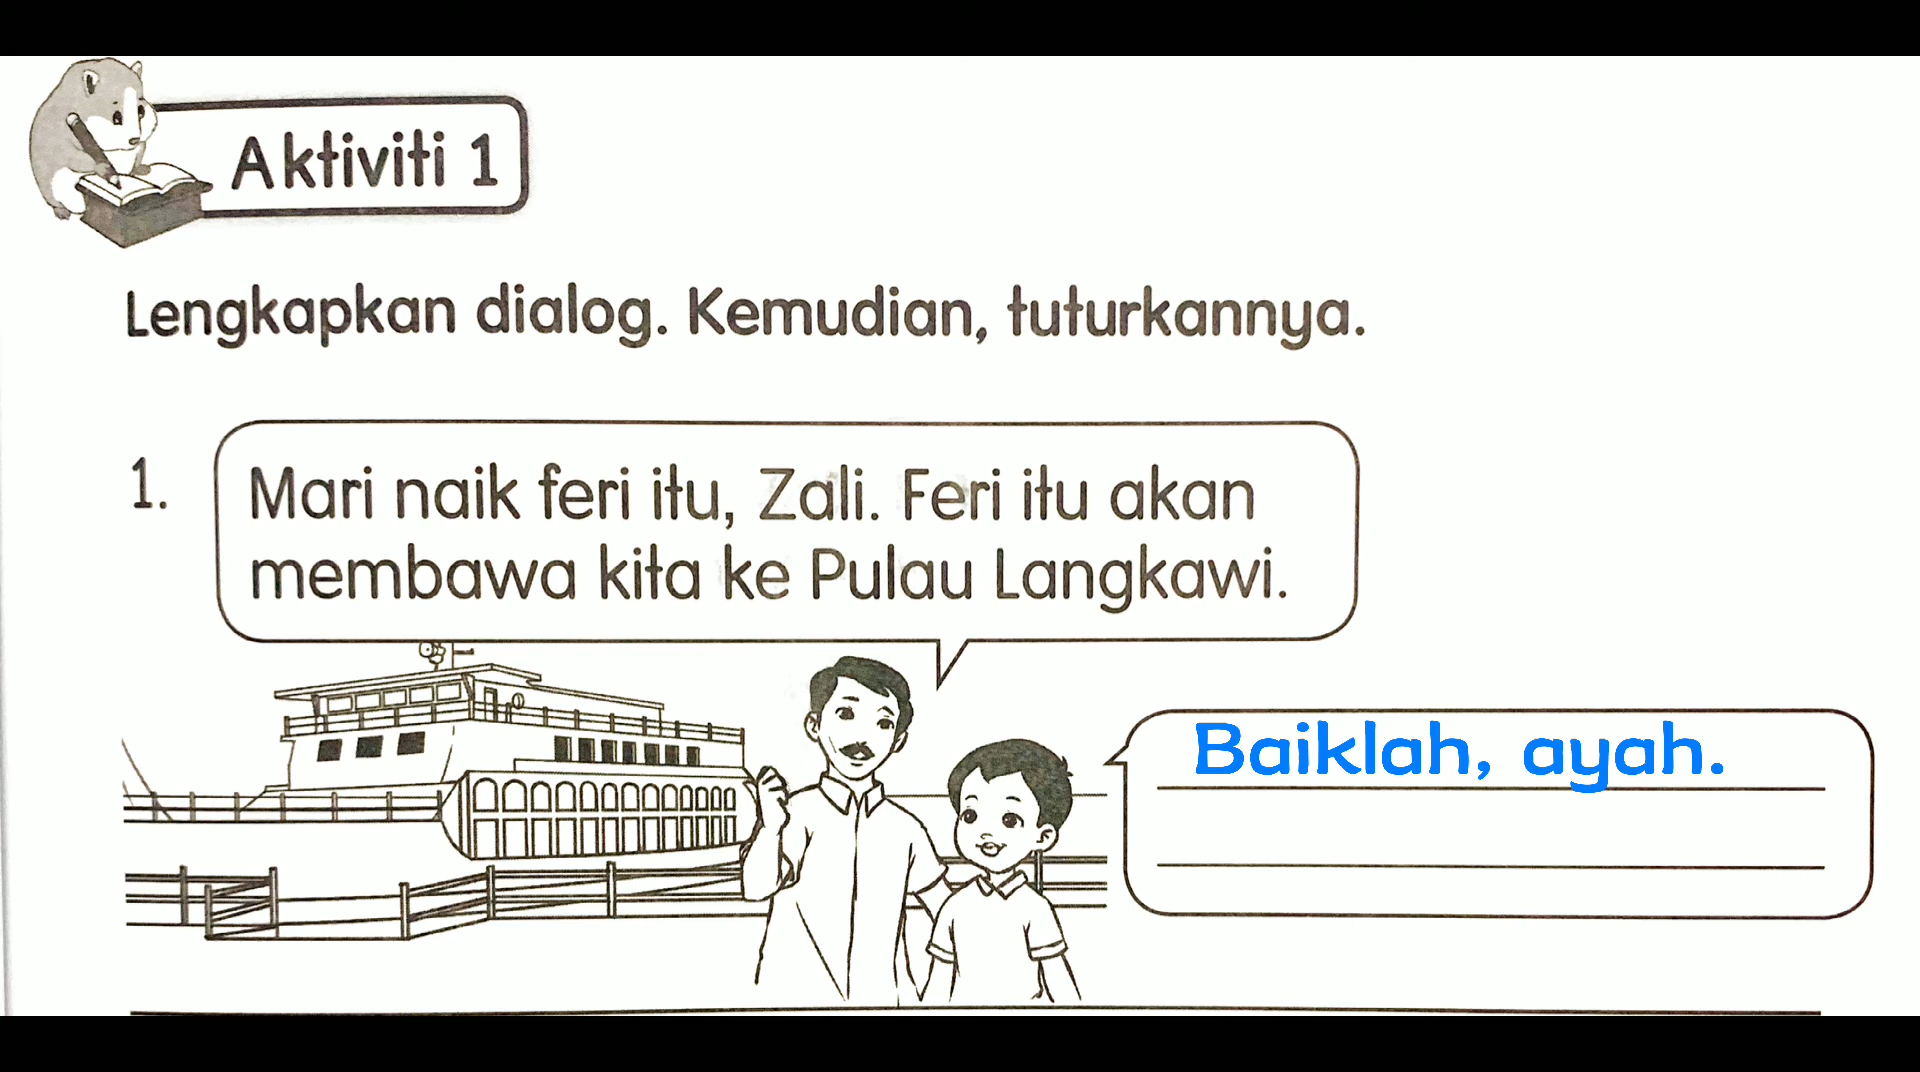 Aktiviti 1
Lengkapkan dialog. Kemudian, tuturkannya.
1.
Mari naik feri itu, Zali. Feri itu akan
membawa kita ke Pulau Langkawi.
Baiklah, ayah.